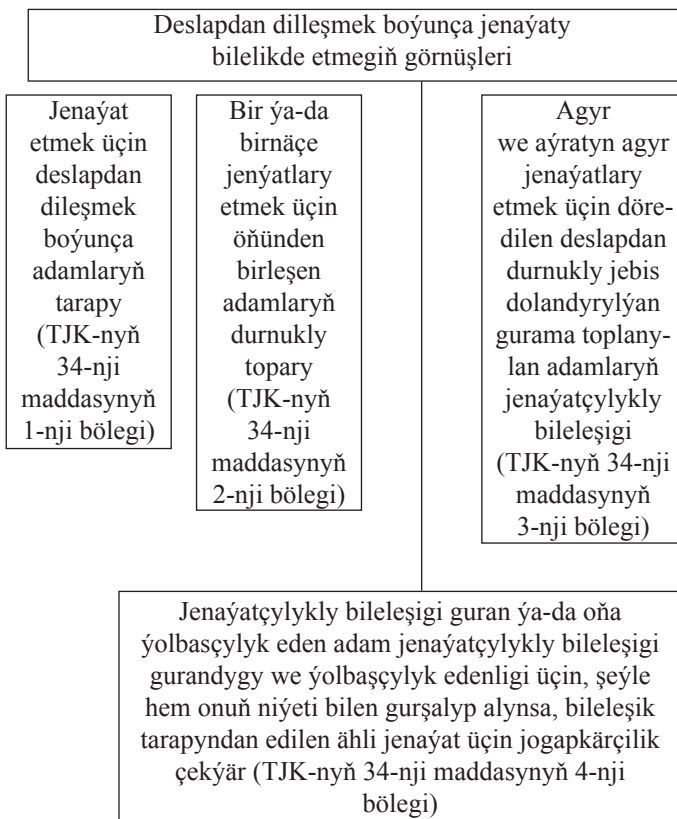 Deslapdan dilleşmek boýunça jenaýaty
bilelikde etmegiň görnüşleri
Jenaýat
etmek üçin
deslapdan
dileşmek
boýunça
adamlaryň
tarapy
(TJK-nyň
34-nji
maddasynyň
1-nji bölegi)
Bir ýa-da
birnäçe
jenýatlary
etmek üçin
öňünden
birleşen
adamlaryň
durnukly
topary
(TJK-nyň
34-nji
maddasynyň
2-nji bölegi)
Agyr
we aýratyn agyr
jenaýatlary
etmek üçin döre-
dilen deslapdan
durnukly jebis
dolandyrylýan
gurama toplany-
lan adamlaryň
jenaýatçylykly
bileleşigi
(TJK-nyň 34-nji
maddasynyň
3-nji bölegi)
Jenaýatçylykly bileleşigi guran ýa-da oňa
ýolbasçylyk eden adam jenaýatçylykly bileleşigi
gurandygy we ýolbaşçylyk edenligi üçin, şeýle
hem onuň niýeti bilen gurşalyp alynsa, bileleşik
tarapyndan edilen ähli jenaýat üçin jogapkärçilik
çekýär (TJK-nyň 34-nji maddasynyň 4-nji
bölegi)